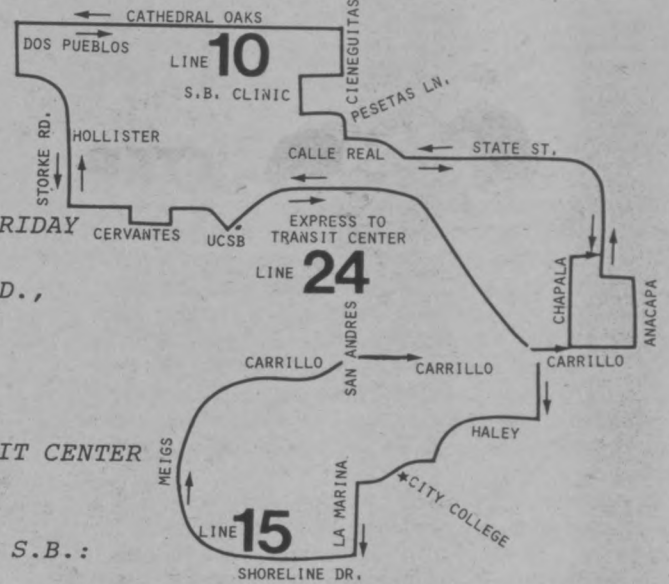 CATHEDRAL OAKS
DOS PUEBLOS
LINE 10
CIENEGUITAS
S.B. CLINIC
PESETAS LN.
STORKE RD.
HOLLISTER
CALLE REAL
STATE ST.
RIDAY
CERVANTES
UCSB
EXPRESS TO
TRANSIT CENTER
LINE 24
D.,
CHAPALA
ANACAPA
SAN ANDRES
CARRILLO
CARRILLO
CARRILLO
HALEY
IT CENTER
MEIGS
LA MARINA
★CITY COLLEGE
LINE 15
S.B.:
SHORELINE DR.